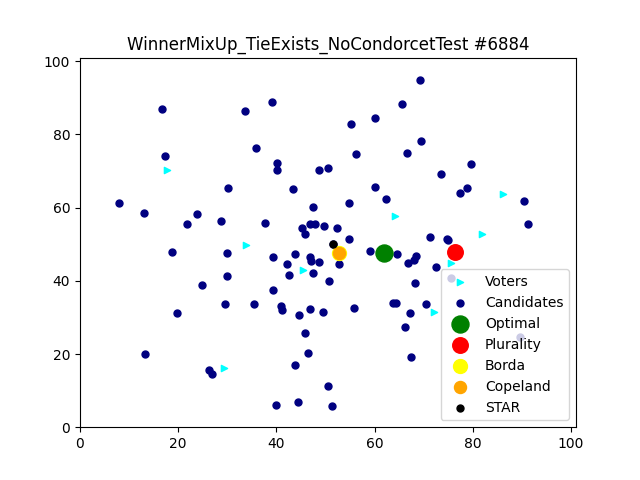 WinnerMixUp_TieExists_NoCondorcetTest #6884
100
80
60
40
20
0
0 20 40 60 80 100
Voters
Candidates
Optimal
Plurality
Borda
Copeland
STAR